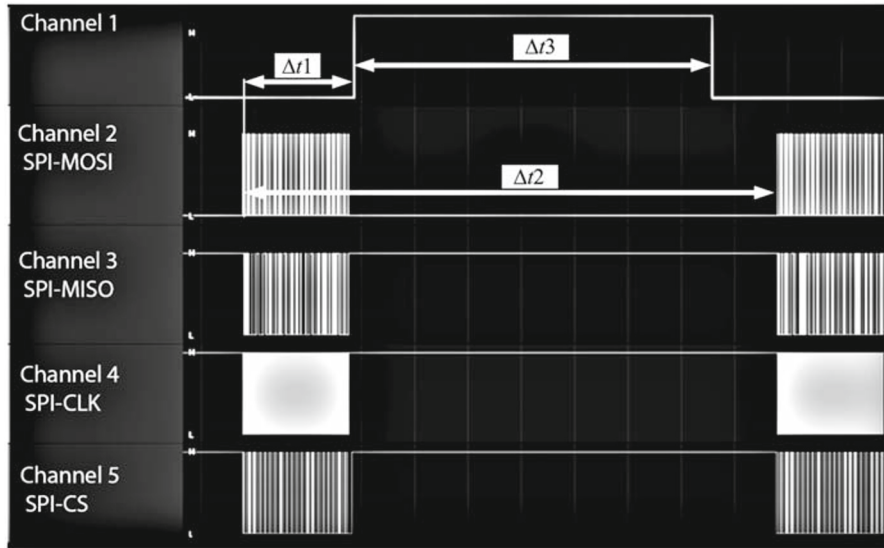 Channel 1
H
Δt1
Δt3
L
Channel 2
SPI-MOSI
H
Δt2
L
Channel 3
SPI-MISO
H
L
Channel 4
SPI-CLK
H
L
Channel 5
SPI-CS
H
L